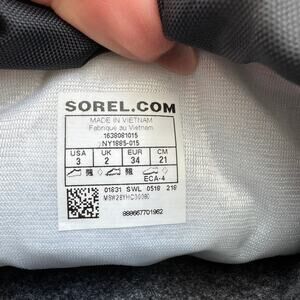 SOREL.COM
MADE IN VIETNAM
Fabriqué au Vietnam
1638081015
NY1885-015
USA UK EUR CM
3 2 34 21
ECA-4
01831 SWL 0518 218
888667701962